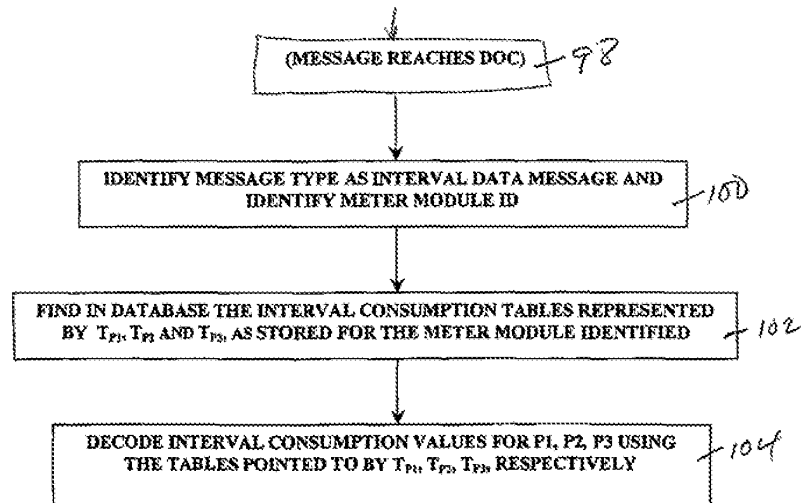 (MESSAGE REACHES DOC)
98
IDENTIFY MESSAGE TYPE AS INTERVAL DATA MESSAGE AND
IDENTIFY METER MODULE ID
100
FIND IN DATABASE THE INTERVAL CONSUMPTION TABLES REPRESENTED
BY TP1, TP2 AND TP3, AS STORED FOR THE METER MODULE IDENTIFIED
102
DECODE INTERVAL CONSUMPTION VALUES FOR P1, P2, P3 USING
THE TABLES POINTED TO BY TP1, TP2, TP3, RESPECTIVELY
104